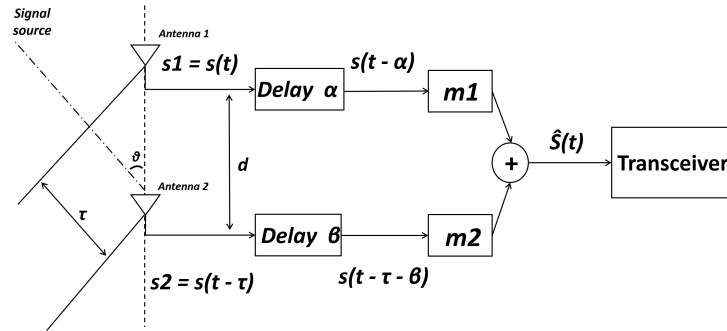 Signal
source
Antenna 1
s1 = s(t)
s(t - α)
Delay α
m1
Ŝ(t)
+
Transceiver
ϑ
d
Antenna 2
τ
Delay β
m2
s2 = s(t - τ)
s(t - τ - β)